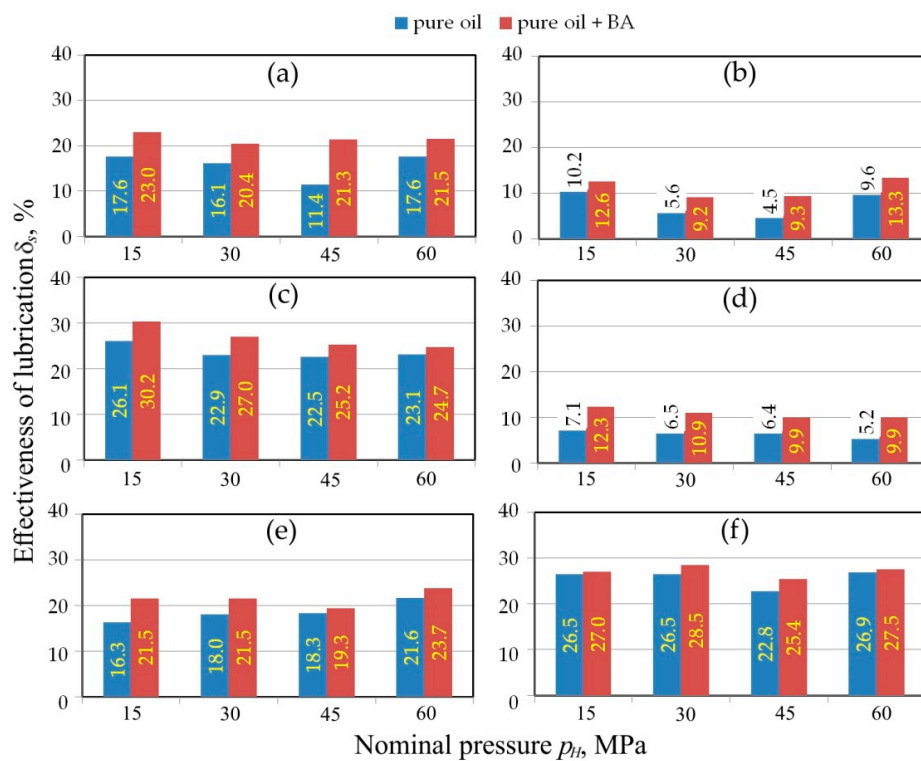 pure oil pure oil + BA
Effectiveness of lubrication δs, %
(a)
40
30
20
10
0
17.6 23.0 16.1 20.4 11.4 21.3 17.6 21.5
15 30 45 60
(b)
40
30
20
10
0
10.2 12.6 5.6 9.2 4.5 9.3 9.6 13.3
15 30 45 60
(c)
40
30
20
10
0
26.1 30.2 22.9 27.0 22.5 25.2 23.1 24.7
15 30 45 60
(d)
40
30
20
10
0
7.1 12.3 6.5 10.9 6.4 9.9 5.2 9.9
15 30 45 60
(e)
40
30
20
10
0
16.3 21.5 18.0 21.5 18.3 19.3 21.6 23.7
15 30 45 60
(f)
40
30
20
10
0
26.5 27.0 26.5 28.5 22.8 25.4 26.9 27.5
15 30 45 60
Nominal pressure pH, MPa